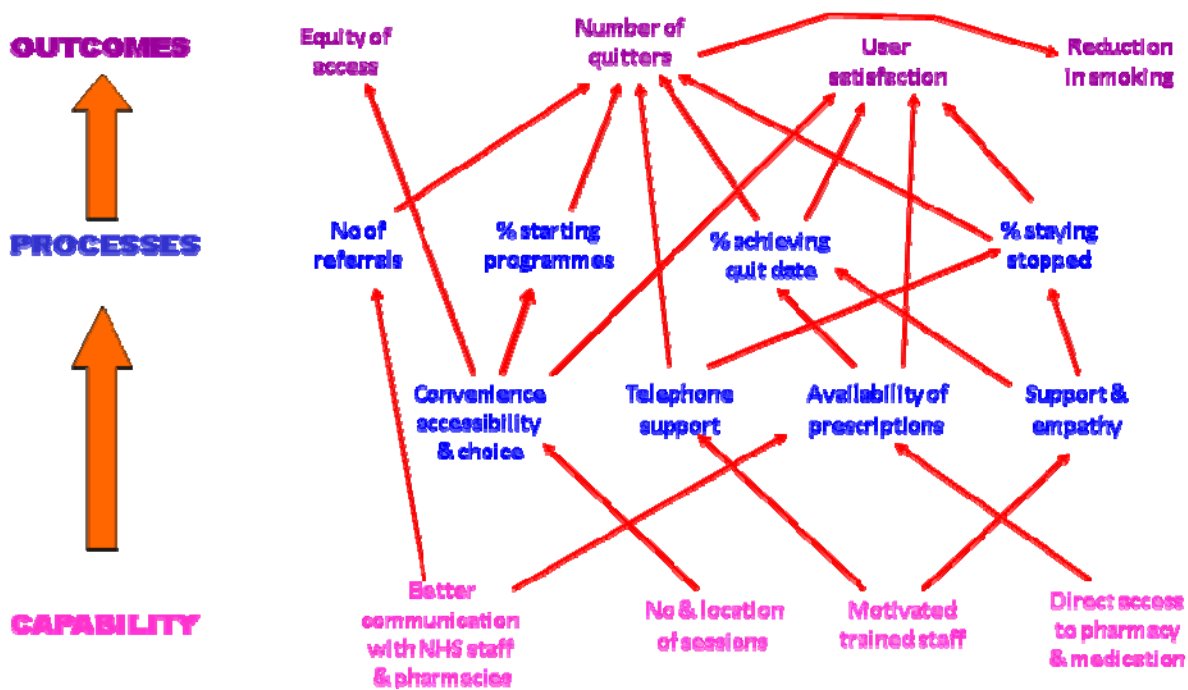 OUTCOMES
Equity of
access
Number of
quitters
User
satisfaction
Reduction
in smoking
PROCESSES
No of
referrals
% starting
programmes
% achieving
quit date
% staying
stopped
Convenience
accessibility
& choice
Telephone
support
Availability of
prescriptions
Support &
empathy
CAPABILITY
Better
communication
with NHS staff
& pharmacies
No & location
of sessions
Motivated
trained staff
Direct access
to pharmacy
& medication